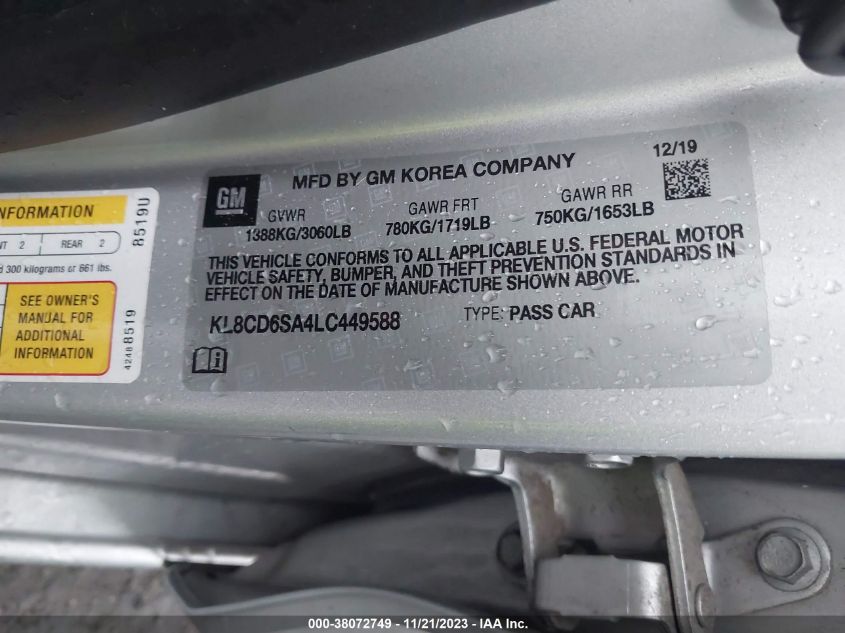 MFD BY GM KOREA COMPANY
12/19
GM
GVWR
1388KG/3060LB
GAWR FRT
780KG/1719LB
GAWR RR
750KG/1653LB
THIS VEHICLE CONFORMS TO ALL APPLICABLE U.S. FEDERAL MOTOR
VEHICLE SAFETY, BUMPER, AND THEFT PREVENTION STANDARDS IN
EFFECT ON THE DATE OF MANUFACTURE SHOWN ABOVE.
KL8CD6SA4LC449588
TYPE: PASS CAR
2
REAR 2
300 kilograms or 661 lbs.
SEE OWNER'S
MANUAL FOR
ADDITIONAL
INFORMATION
8519U
42488519
000-38072749 - 11/21/2023 - IAA Inc.